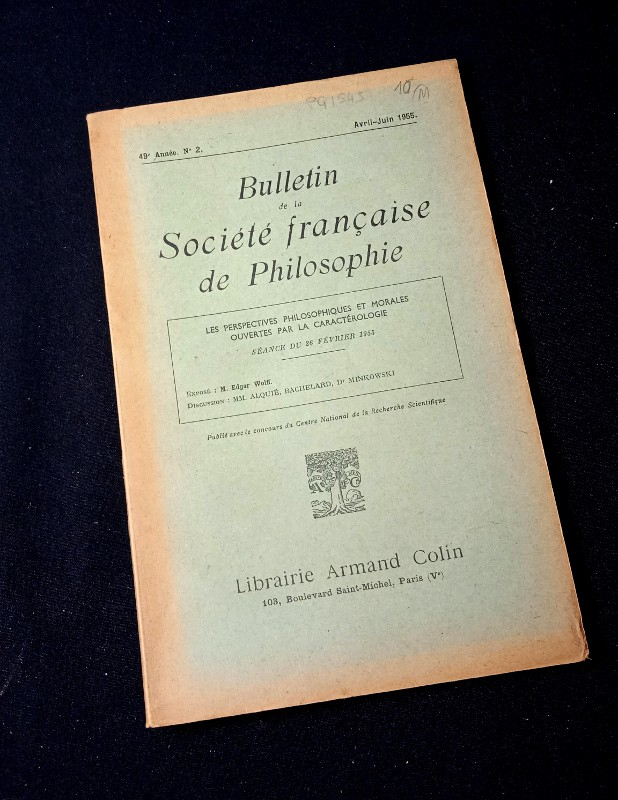 10/M
49e Année. N° 2.
Avril-Juin 1955.
Bulletin
de la
Société française
de Philosophie
LES PERSPECTIVES PHILOSOPHIQUES ET MORALES
OUVERTES PAR LA CARACTÉROLOGIE
SÉANCE DU 26 FÉVRIER 1955
Exposé : M. Edgar Wolff.
Discussion : MM. ALQUIÉ, BACHELARD, Dr MINKOWSKI
Publié avec le concours du Centre National de la Recherche Scientifique
A C
Librairie Armand Colin
103, Boulevard Saint-Michel, Paris (Ve)